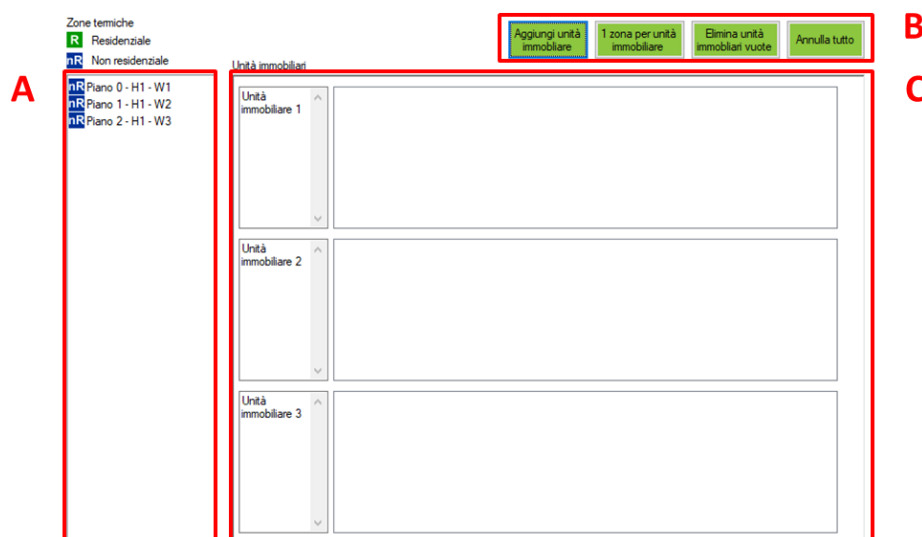 Zone termiche
R Residenziale
nR Non residenziale
Aggiungi unità
immobliare
1 zona per unità
immobiliare
Elimina unità
immobliari vuote
Annulla tutto
B
A
nR Piano 0 - H1 - W1
nR Piano 1 - H1 - W2
nR Piano 2 - H1 - W3
Unità immobiliari
C
Unità
immobiliare 1
Unità
immobiliare 2
Unità
immobiliare 3